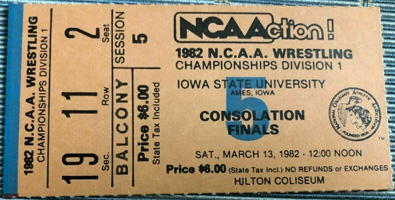 1982 N.C.A.A. WRESTLING
CHAMPIONSHIPS DIVISION 1
19 Sec.
11 Row
2 Seat
BALCONY
SESSION 5
Price $6.00
State Tax Included
NCAAction!
1982 N.C.A.A. WRESTLING
CHAMPIONSHIPS DIVISION 1
IOWA STATE UNIVERSITY
AMES, IOWA
5
CONSOLATION
FINALS
SAT., MARCH 13, 1982 - 12:00 NOON
Price $6.00 (State Tax Incl.) NO REFUNDS or EXCHANGES
HILTON COLISEUM